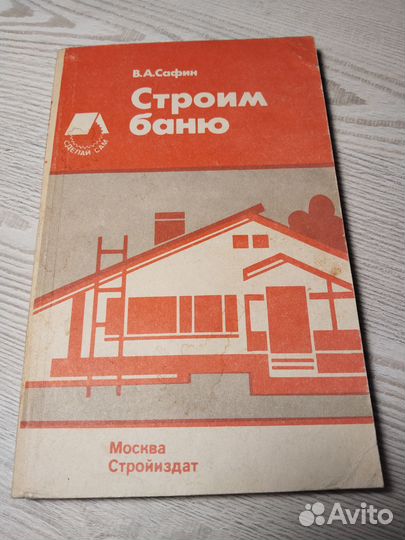 В.А.Сафин
Строим
баню
СДЕЛАЙ САМ
Москва
Стройиздат
Avito